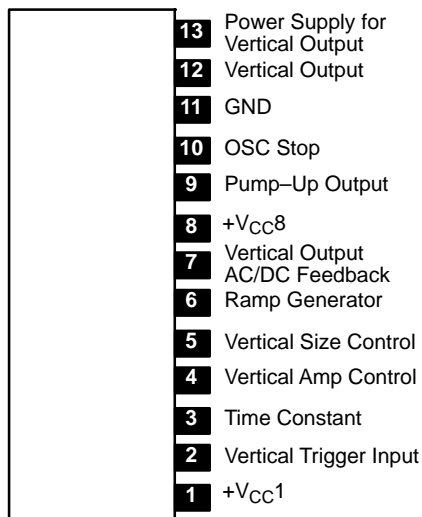 13 Power Supply for
Vertical Output
12 Vertical Output
11 GND
10 OSC Stop
9 Pump–Up Output
8 +VCC8
7 Vertical Output
AC/DC Feedback
6 Ramp Generator
5 Vertical Size Control
4 Vertical Amp Control
3 Time Constant
2 Vertical Trigger Input
1 +VCC1